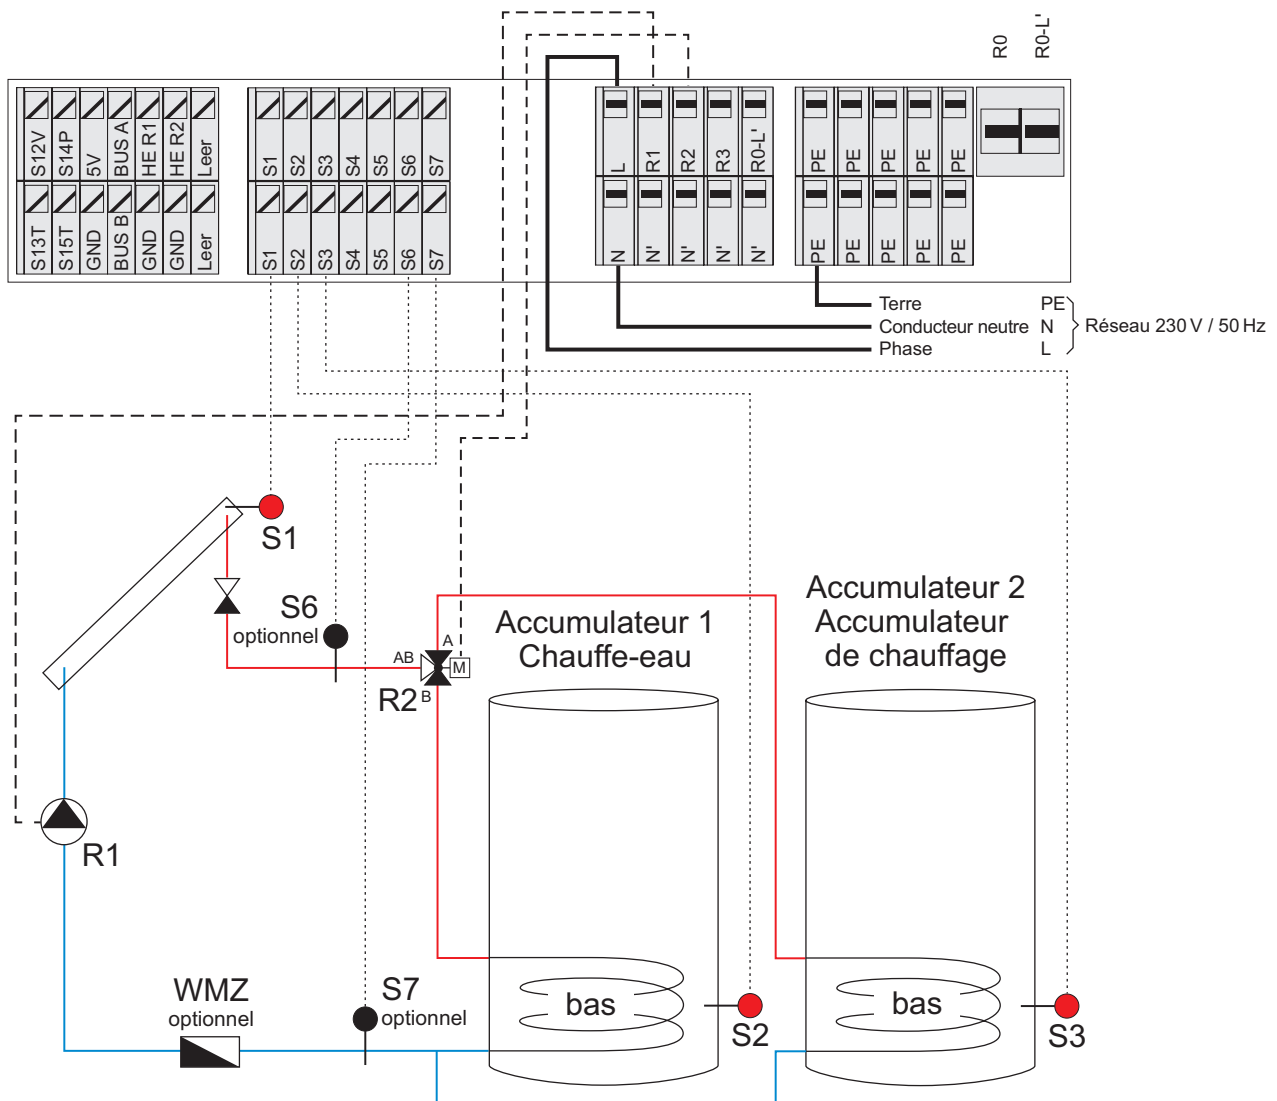 R0
R0-L'
S12V
S14P
5V
BUS A
HE R1
HE R2
Leer
S1
S2
S3
S4
S5
S6
S7
L
R1
R2
R3
R0-L'
PE
PE
PE
PE
PE
S13T
S15T
GND
BUS B
GND
GND
Leer
S1
S2
S3
S4
S5
S6
S7
N
N'
N'
N'
N'
PE
PE
PE
PE
PE
Terre PE
Conducteur neutre N
Phase L
Réseau 230 V / 50 Hz
S1
S6
optionnel
A
AB
M
B
R2
Accumulateur 1
Chauffe-eau
Accumulateur 2
Accumulateur
de chauffage
R1
WMZ
optionnel
S7
optionnel
bas
S2
bas
S3